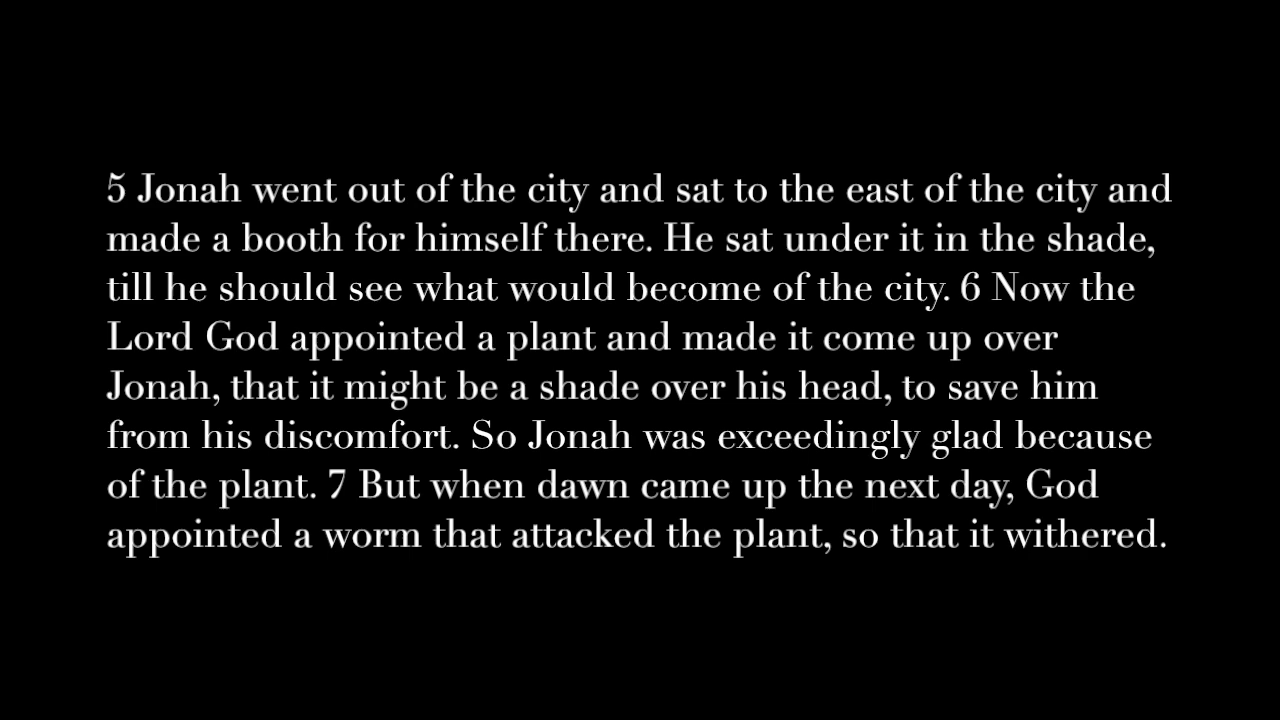 5 Jonah went out of the city and sat to the east of the city and
made a booth for himself there. He sat under it in the shade,
till he should see what would become of the city. 6 Now the
Lord God appointed a plant and made it come up over
Jonah, that it might be a shade over his head, to save him
from his discomfort. So Jonah was exceedingly glad because
of the plant. 7 But when dawn came up the next day, God
appointed a worm that attacked the plant, so that it withered.